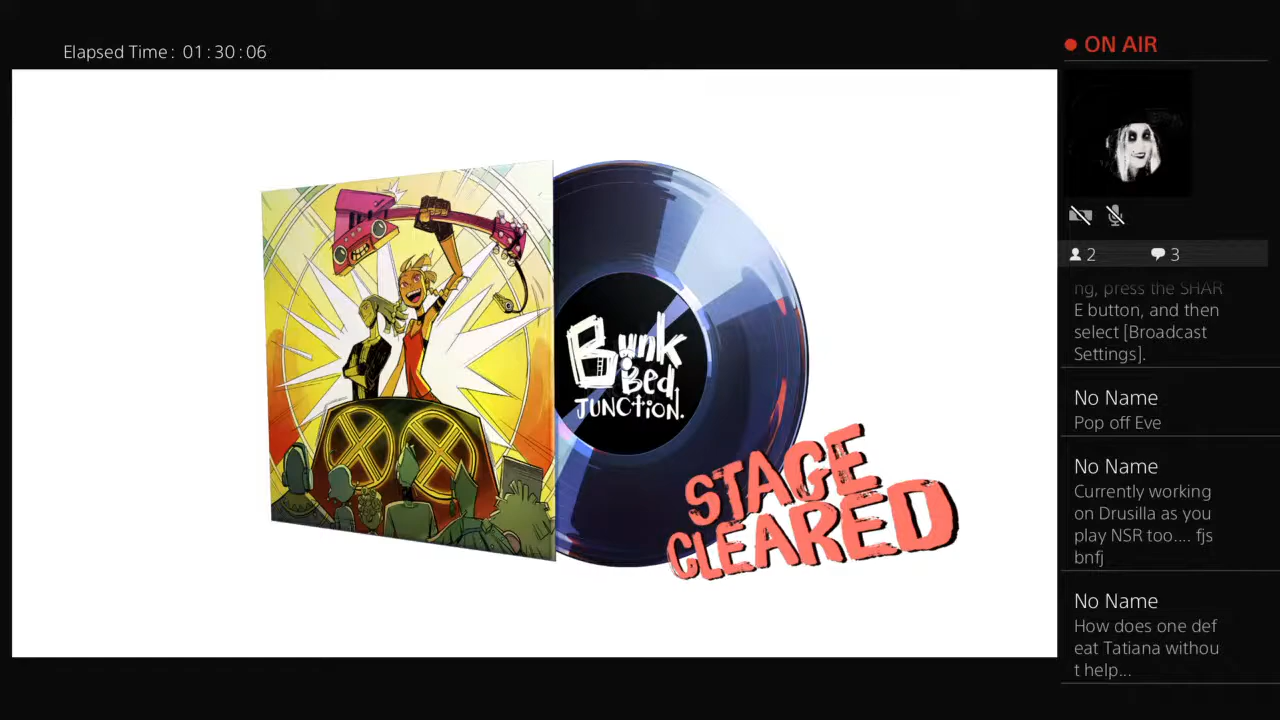 Elapsed Time: 01:30:06
ON AIR
2 3
ng, press the SHAR
E button, and then
select [Broadcast
Settings].
No Name
Pop off Eve
No Name
Currently working
on Drusilla as you
play NSR too.... fjs
bnfj
No Name
How does one def
eat Tatiana withou
t help...
Bunk
Bed
JUNCTION.
STAGE
CLEARED